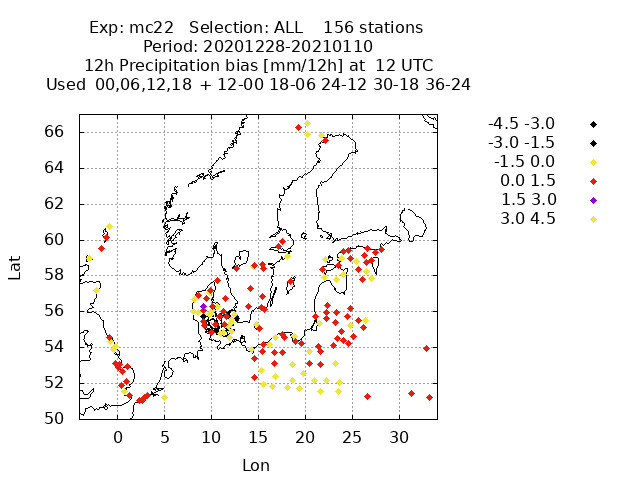 Exp: mc22   Selection: ALL    156 stations
Period: 20201228-20210110
12h Precipitation bias [mm/12h] at  12 UTC
Used  00,06,12,18  + 12-00 18-06 24-12 30-18 36-24
66
64
62
60
58
56
54
52
50
Lat
0 5 10 15 20 25 30
Lon
-4.5 -3.0
-3.0 -1.5
-1.5 0.0
0.0 1.5
1.5 3.0
3.0 4.5